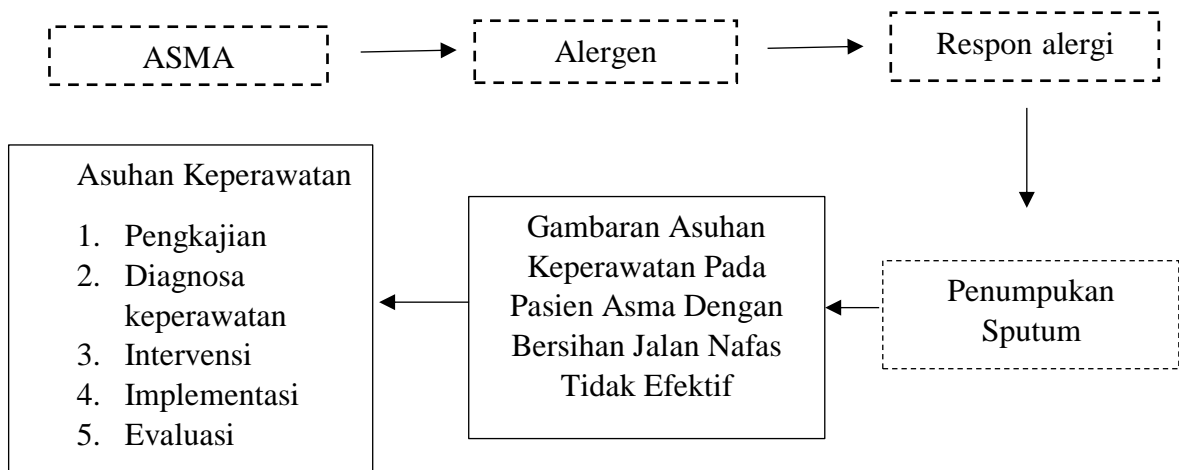 ASMA
Alergen
Respon alergi
Penumpukan
Sputum
Gambaran Asuhan
Keperawatan Pada
Pasien Asma Dengan
Bersihan Jalan Nafas
Tidak Efektif
Asuhan Keperawatan
1. Pengkajian
2. Diagnosa
keperawatan
3. Intervensi
4. Implementasi
5. Evaluasi